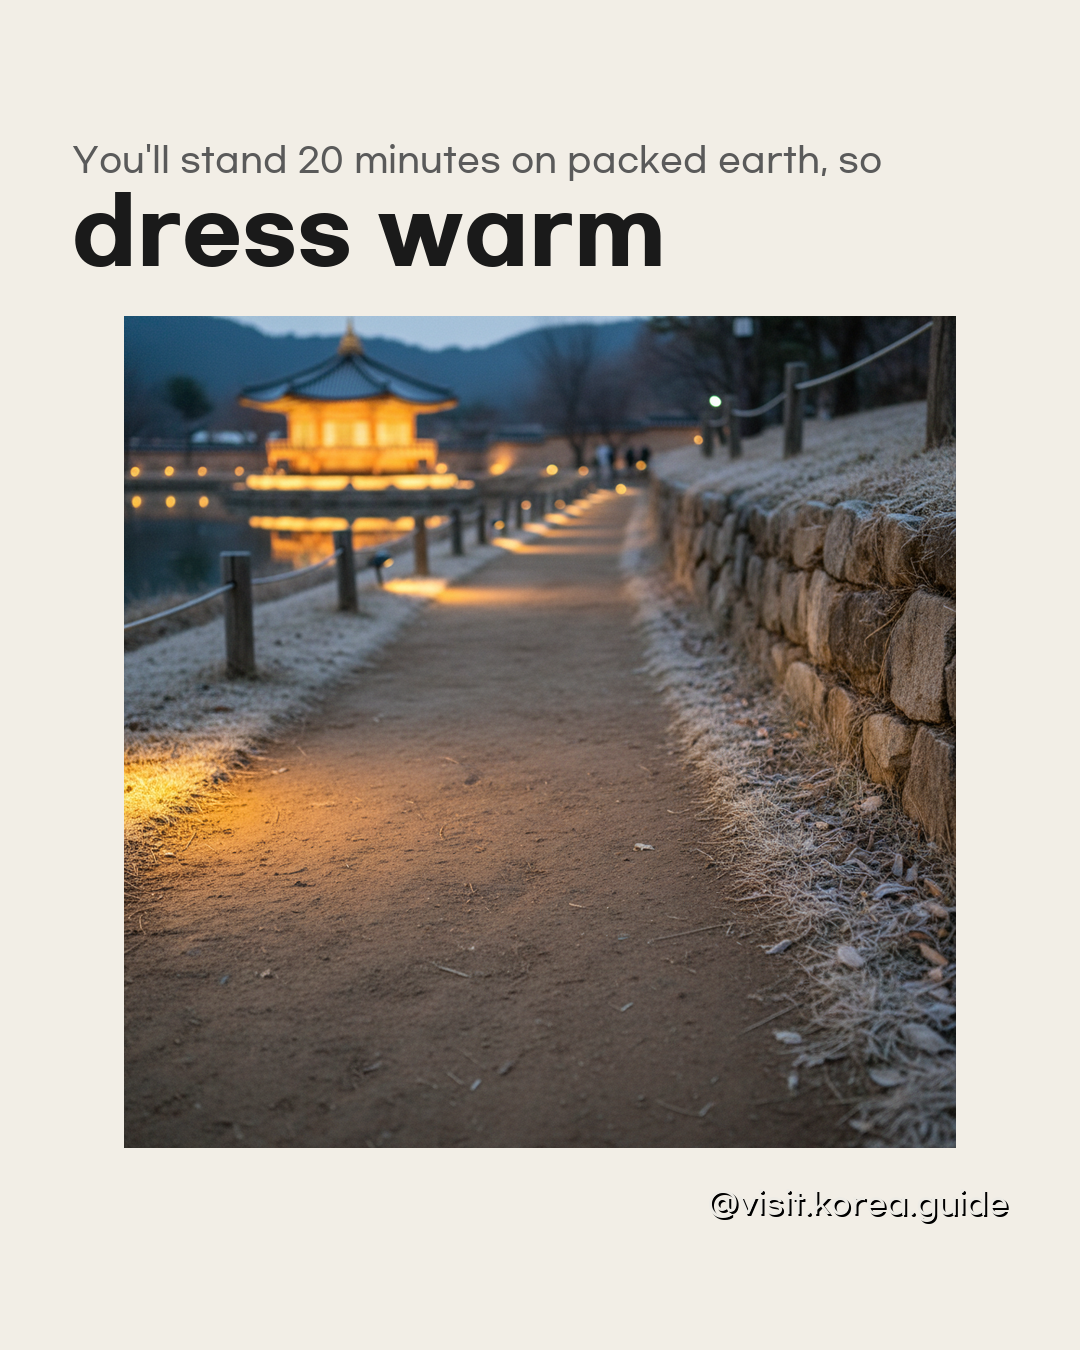 You'll stand 20 minutes on packed earth, so
dress warm
@visit.korea.guide